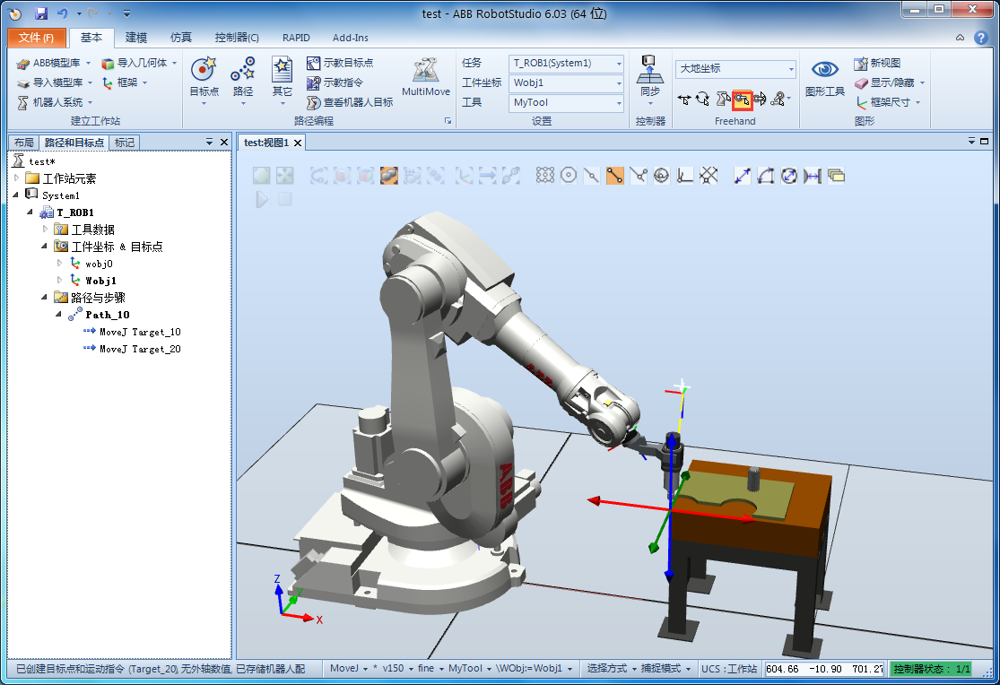 test - ABB RobotStudio 6.03 (64 位)
文件(F) 基本 建模 仿真 控制器(C) RAPID Add-Ins
ABB模型库 导入几何体
导入模型库 框架
机器人系统
建立工作站
目标点 路径 其它
示教目标点
示教指令
查看机器人目标
MultiMove
路径编程
任务 T_ROB1(System1)
工件坐标 Wobj1
工具 MyTool
设置
同步
控制器
大地坐标
Freehand
图形工具
新视图
显示/隐藏
框架尺寸
图形
布局 路径和目标点 标记
test:视图1
test*
工作站元素
System1
T_ROB1
工具数据
工件坐标 & 目标点
wobj0
Wobj1
路径与步骤
Path_10
MoveJ Target_10
MoveJ Target_20
ABB
ABB
Z
Y
X
已创建目标点和运动指令 (Target_20), 无外轴数值, 已存储机器人配 MoveJ * v150 fine MyTool \WObj:=Wobj1 选择方式 捕捉模式 UCS : 工作站 604.66 -10.90 701.27 控制器状态： 1/1